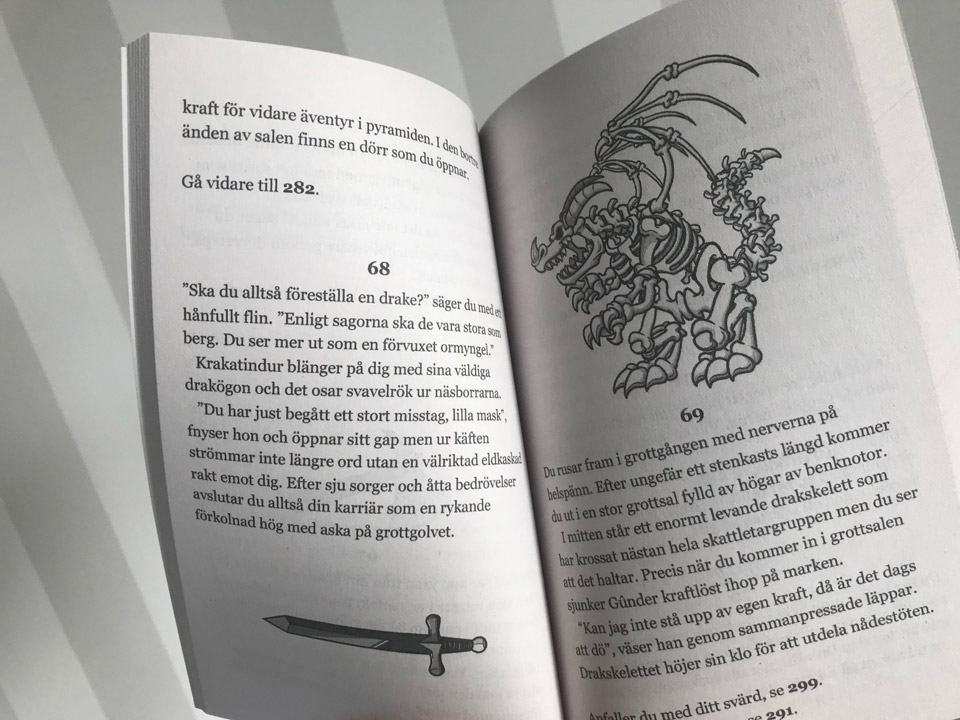 kraft för vidare äventyr i pyramiden. I den bortre
änden av salen finns en dörr som du öppnar.
Gå vidare till 282.
68
”Ska du alltså föreställa en drake?” säger du med ett
hånfullt flin. ”Enligt sagorna ska de vara stora som
berg. Du ser mer ut som en förvuxet ormyngel.”
Krakatindur blänger på dig med sina väldiga
drakögon och det osar svavelrök ur näsborrarna.
”Du har just begått ett stort misstag, lilla mask”,
fnyser hon och öppnar sitt gap men ur käften
strömmar inte längre ord utan en välriktad eldkaskad
rakt emot dig. Efter sju sorger och åtta bedrövelser
avslutar du alltså din karriär som en rykande
förkolnad hög med aska på grottgolvet.
69
Du rusar fram i grottgången med nerverna på
helspänn. Efter ungefär ett stenkasts längd kommer
du ut i en stor grottsal fylld av högar av benknotor.
I mitten står ett enormt levande drakskelett som
har krossat nästan hela skattletargruppen men du ser
att det haltar. Precis när du kommer in i grottsalen
sjunker Gûnder kraftlöst ihop på marken.
“Kan jag inte stå upp av egen kraft, då är det dags
att dö”, väser han genom sammanpressade läppar.
Drakskelettet höjer sin klo för att utdela nådestöten.
Anfaller du med ditt svärd, se 299.
se 291.